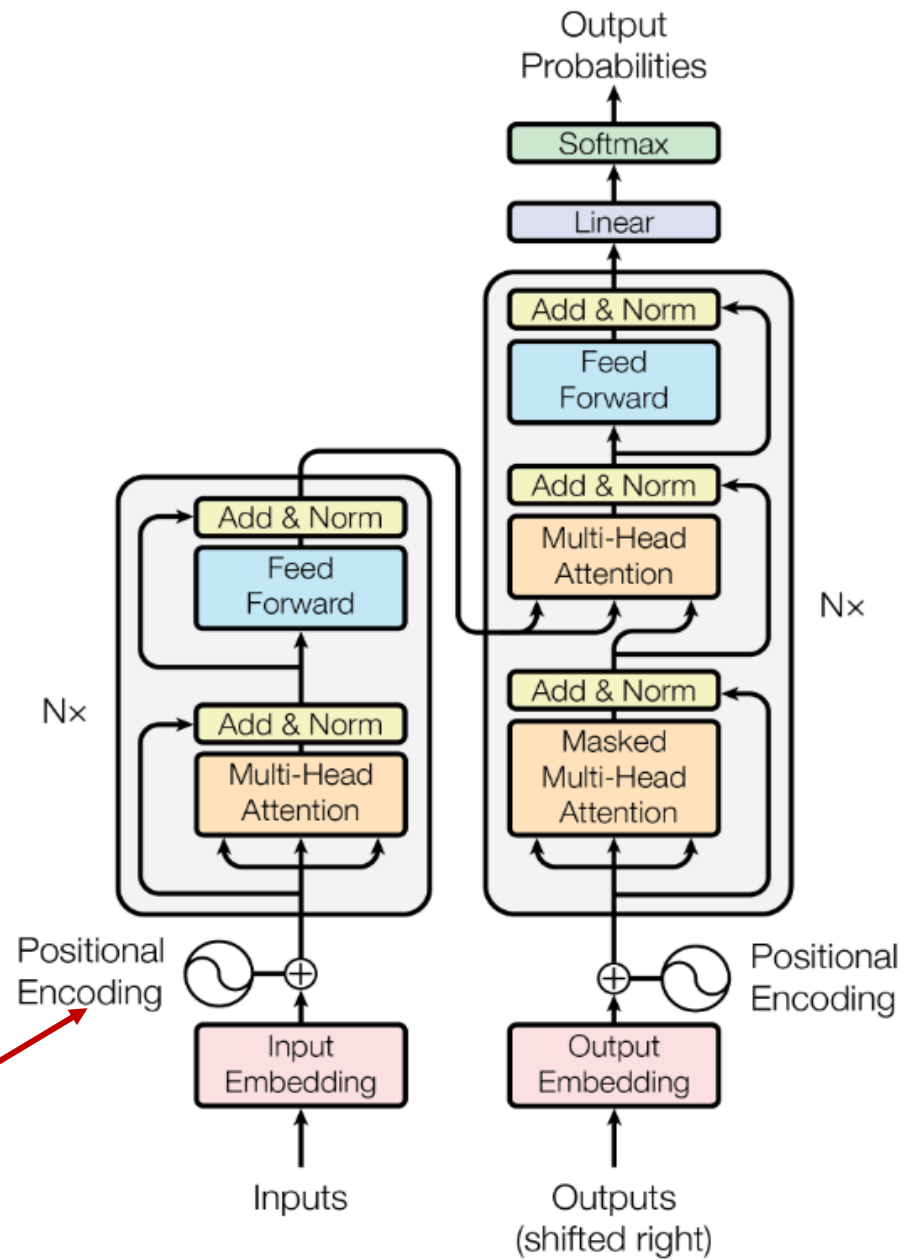 Output
Probabilities
Softmax
Linear
Add & Norm
Feed
Forward
Add & Norm
Multi-Head
Attention
Add & Norm
Masked
Multi-Head
Attention
Nx
Add & Norm
Feed
Forward
Add & Norm
Multi-Head
Attention
Nx
Positional
Encoding
Positional
Encoding
Input
Embedding
Output
Embedding
Inputs
Outputs
(shifted right)